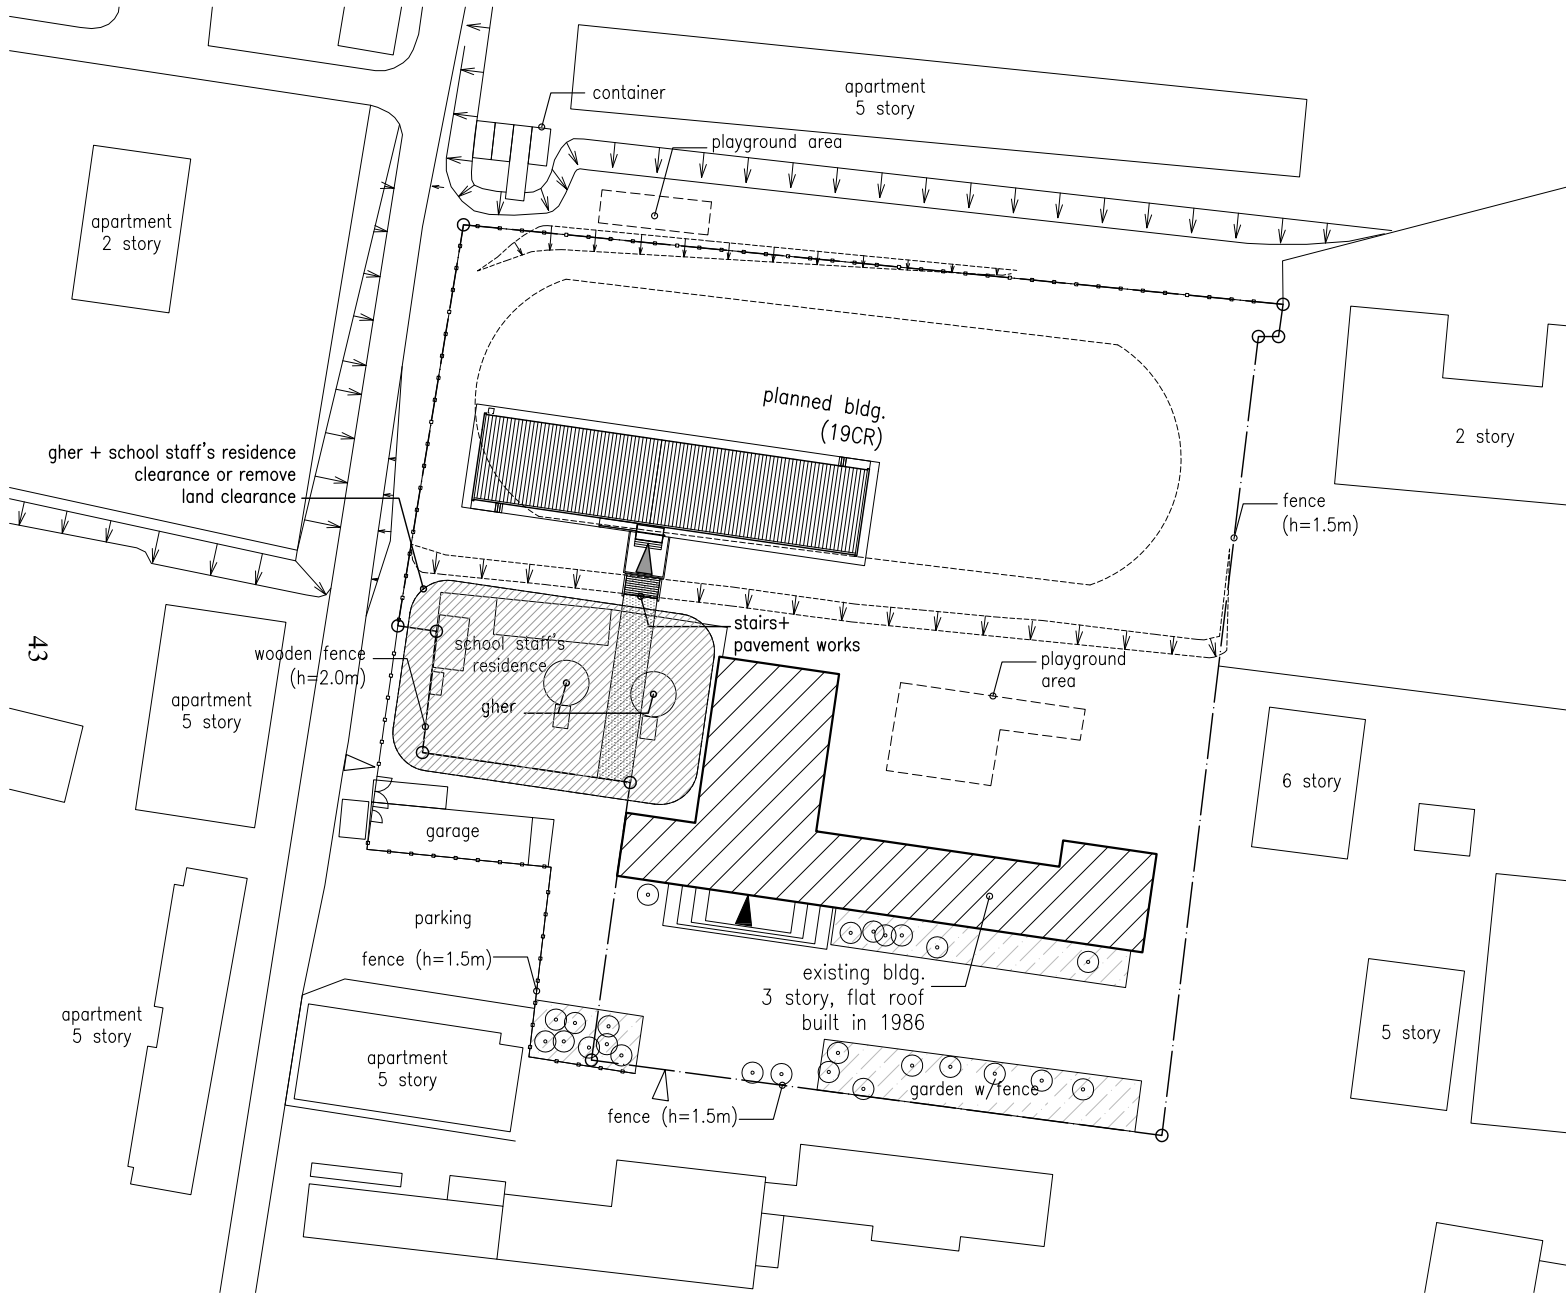 container
apartment
5 story
playground area
apartment
2 story
planned bldg.
(19CR)
2 story
gher + school staff's residence
clearance or remove
land clearance
fence
(h=1.5m)
43
stairs+
pavement works
school staff's
residence
wooden fence
(h=2.0m)
playground
area
apartment
5 story
gher
6 story
garage
parking
fence (h=1.5m)
existing bldg.
3 story, flat roof
built in 1986
apartment
5 story
5 story
apartment
5 story
garden w/fence
fence (h=1.5m)